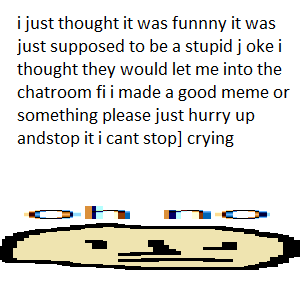 i just thought it was funnny it was
just supposed to be a stupid j oke i
thought they would let me into the
chatroom fi i made a good meme or
something please just hurry up
andstop it i cant stop] crying